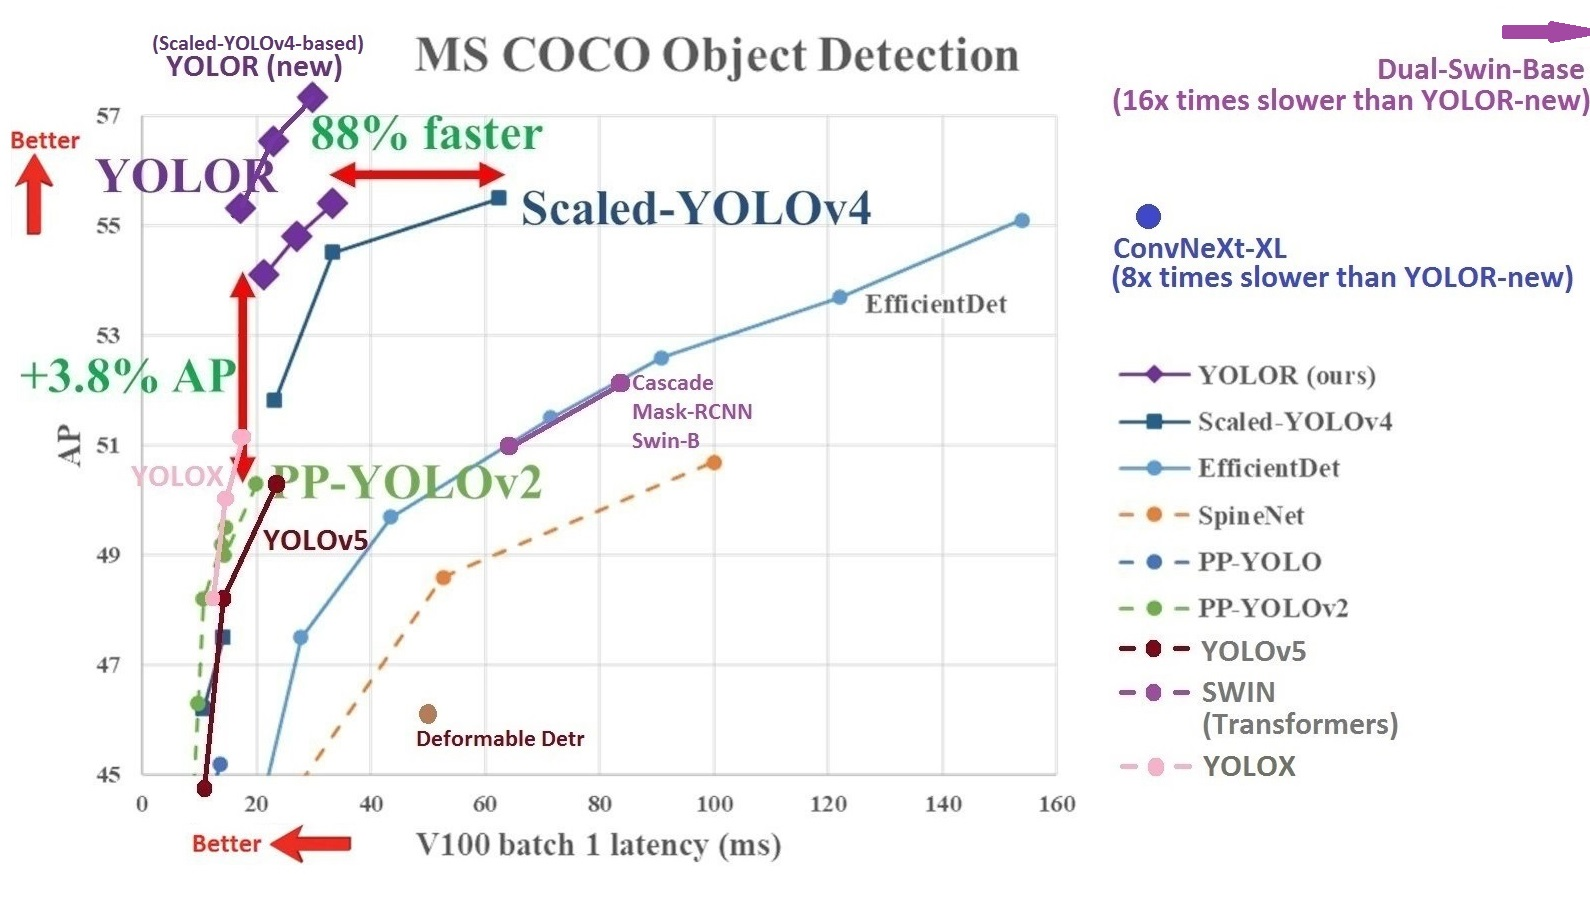 (Scaled-YOLOv4-based)
YOLOR (new)
MS COCO Object Detection
Dual-Swin-Base
(16x times slower than YOLOR-new)
57
Better
88% faster
YOLOR
Scaled-YOLOv4
55
ConvNeXt-XL
(8x times slower than YOLOR-new)
EfficientDet
53
+3.8% AP
Cascade
Mask-RCNN
Swin-B
AP
51
YOLOX
PP-YOLOv2
YOLOv5
49
47
Deformable Detr
45
0 20 40 60 80 100 120 140 160
Better
V100 batch 1 latency (ms)
YOLOR (ours)
Scaled-YOLOv4
EfficientDet
SpineNet
PP-YOLO
PP-YOLOv2
YOLOv5
SWIN
(Transformers)
YOLOX